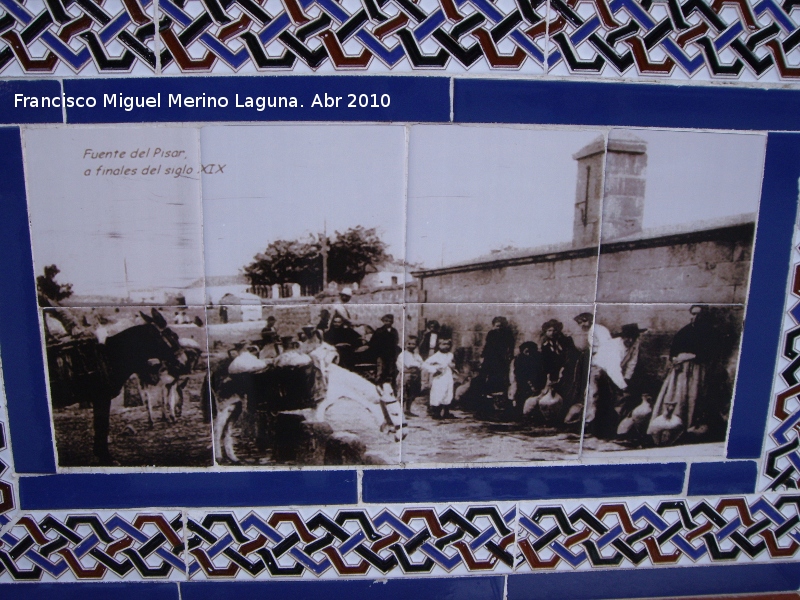 Francisco Miguel Merino Laguna. Abr 2010
Fuente del Pisar,
a finales del siglo XIX